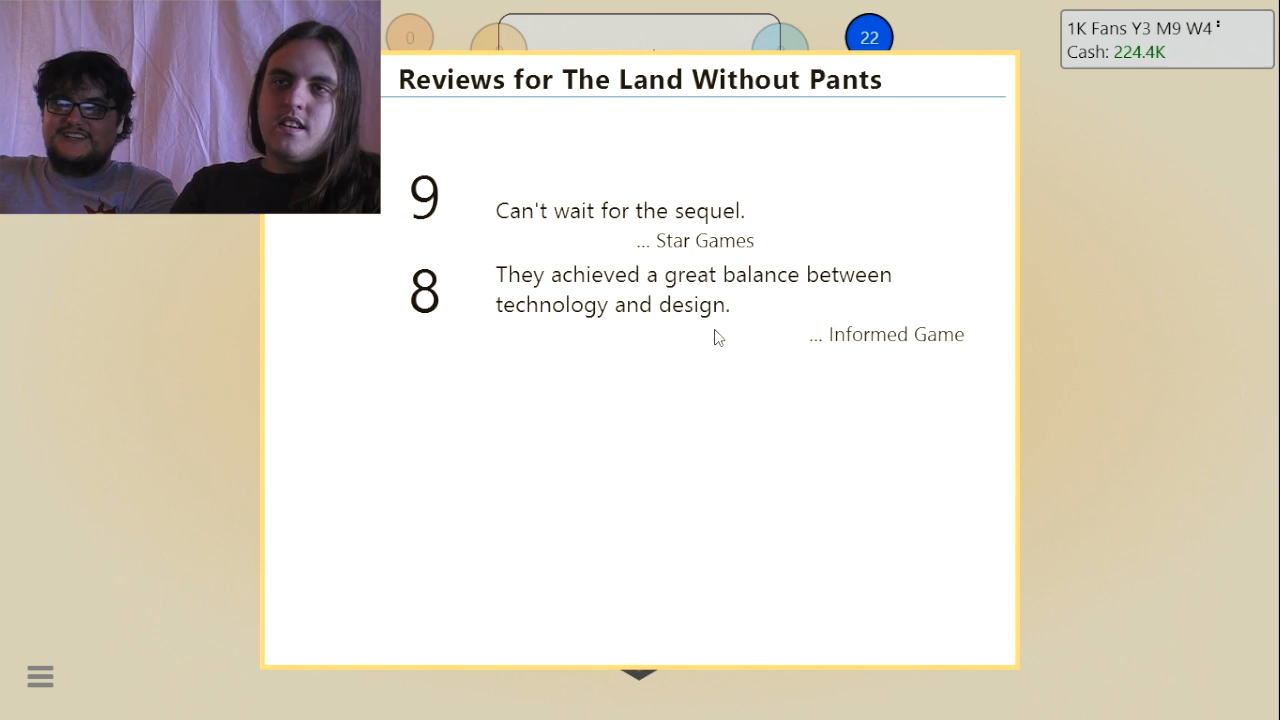 0
22
1K Fans Y3 M9 W4
Cash: 224.4K
Reviews for The Land Without Pants
9
Can't wait for the sequel.
... Star Games
8
They achieved a great balance between
technology and design.
... Informed Game